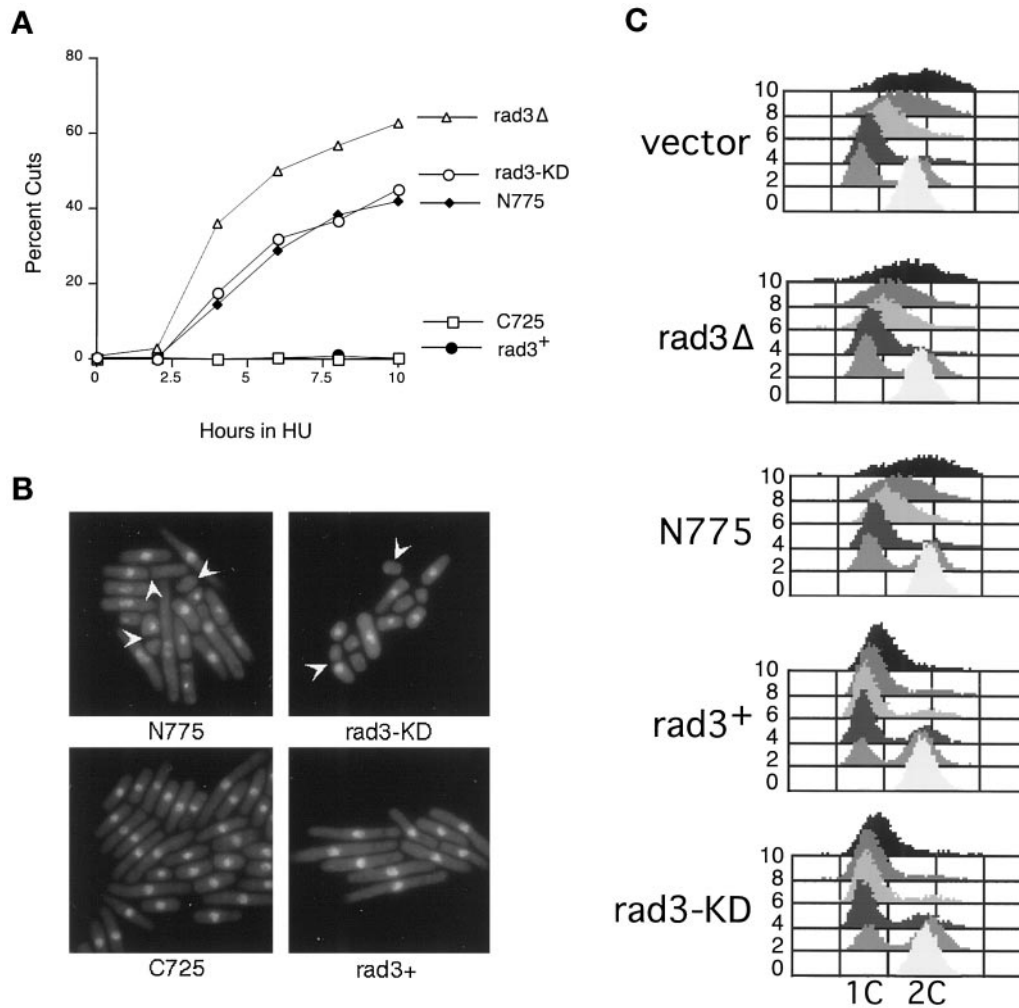 A
80
60
40
20
0
Percent Cuts
0
2.5
5
7.5
10
Hours in HU
rad3Δ
rad3-KD
N775
C725
rad3+
B
N775
rad3-KD
C725
rad3+
C
vector
10
8
6
4
2
0
rad3Δ
10
8
6
4
2
0
N775
10
8
6
4
2
0
rad3+
10
8
6
4
2
0
rad3-KD
10
8
6
4
2
0
1C 2C